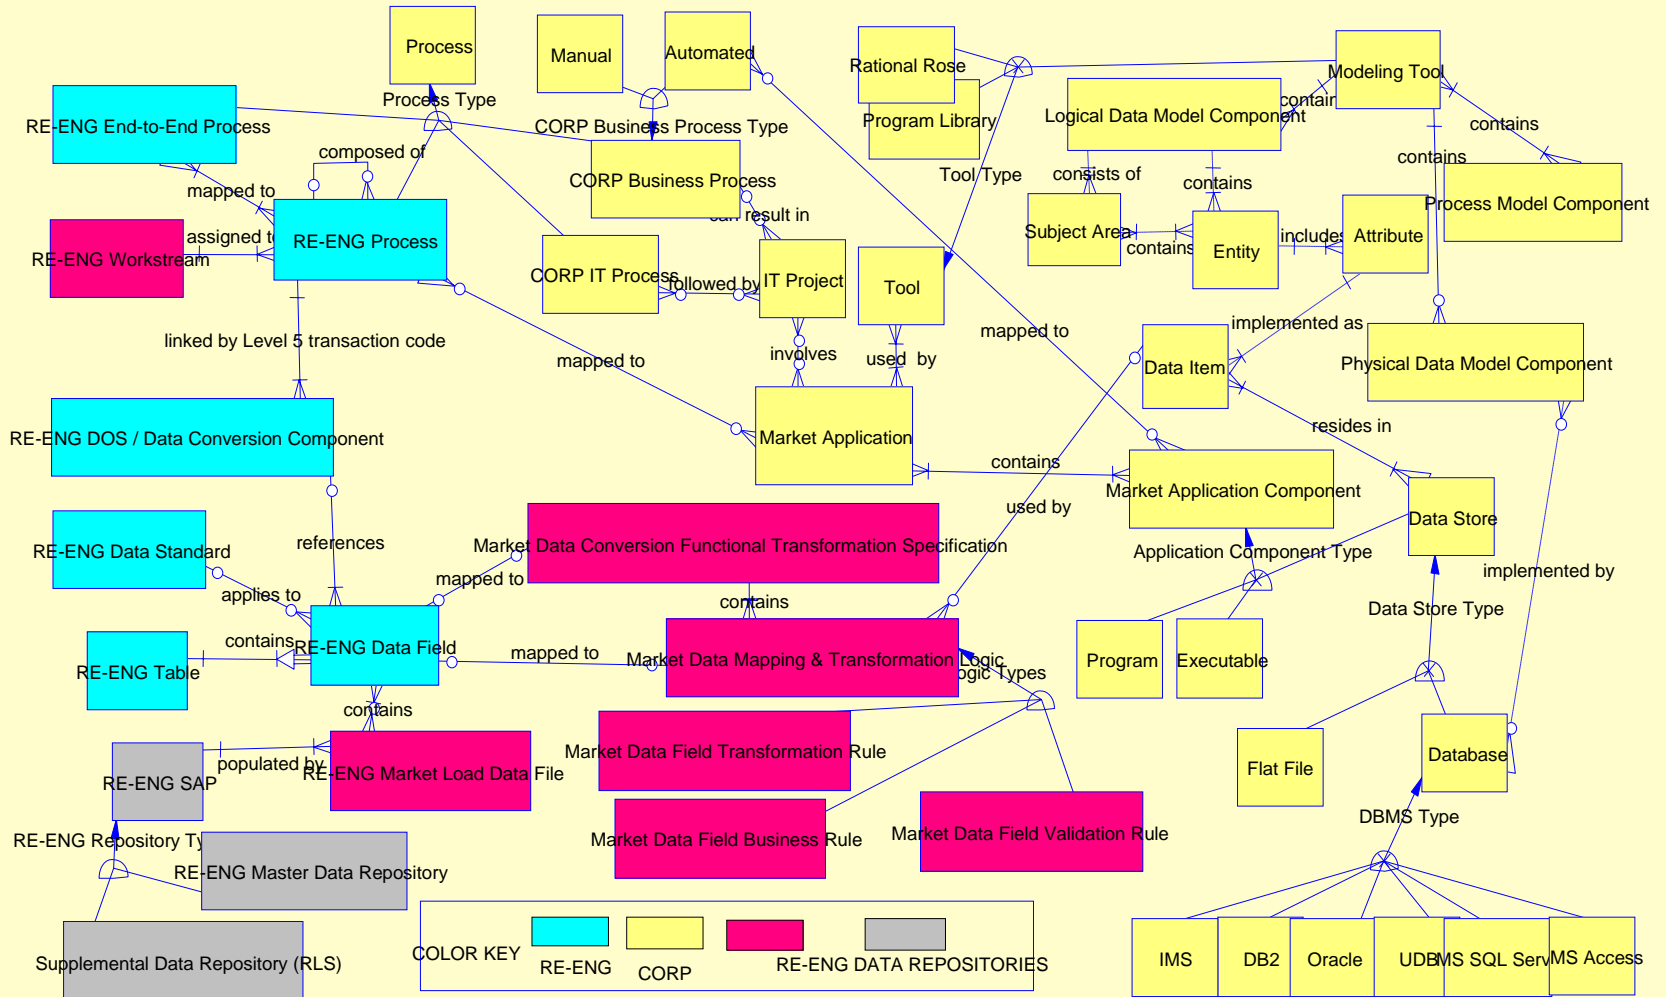 Process
Manual
Automated
Rational Rose
Modeling Tool
Process Type
RE-ENG End-to-End Process
CORP Business Process Type
Program Library
Logical Data Model Component
contain
contains
composed of
contains
mapped to
CORP Business Process
Tool Type
consists of
contains
Process Model Component
can result in
assigned to
RE-ENG Process
Subject Area
contains
Entity
includes
Attribute
RE-ENG Workstream
CORP IT Process
followed by
IT Project
Tool
mapped to
implemented as
linked by Level 5 transaction code
mapped to
involves
used by
Data Item
Physical Data Model Component
RE-ENG DOS / Data Conversion Component
Market Application
resides in
contains
Market Application Component
used by
Data Store
RE-ENG Data Standard
references
Market Data Conversion Functional Transformation Specification
Application Component Type
mapped to
implemented by
applies to
contains
Data Store Type
contains
RE-ENG Data Field
mapped to
Market Data Mapping & Transformation Logic
Logic Types
Program
Executable
RE-ENG Table
contains
Market Data Field Transformation Rule
populated by
RE-ENG Market Load Data File
RE-ENG SAP
Flat File
Database
DBMS Type
RE-ENG Repository Ty
Market Data Field Business Rule
Market Data Field Validation Rule
RE-ENG Master Data Repository
Supplemental Data Repository (RLS)
COLOR KEY
RE-ENG
CORP
RE-ENG DATA REPOSITORIES
IMS
DB2
Oracle
UDB
MS SQL Serv
MS Access